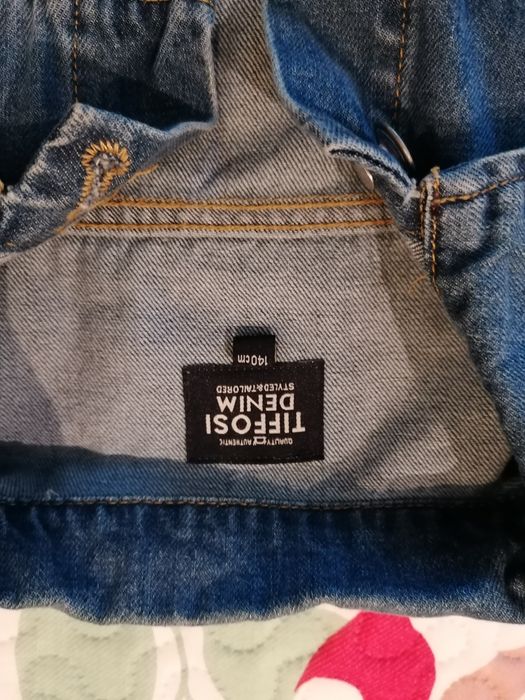 QUALITY AUTHENTIC
TIFFOSI
DENIM
STYLED&TAILORED
140cm